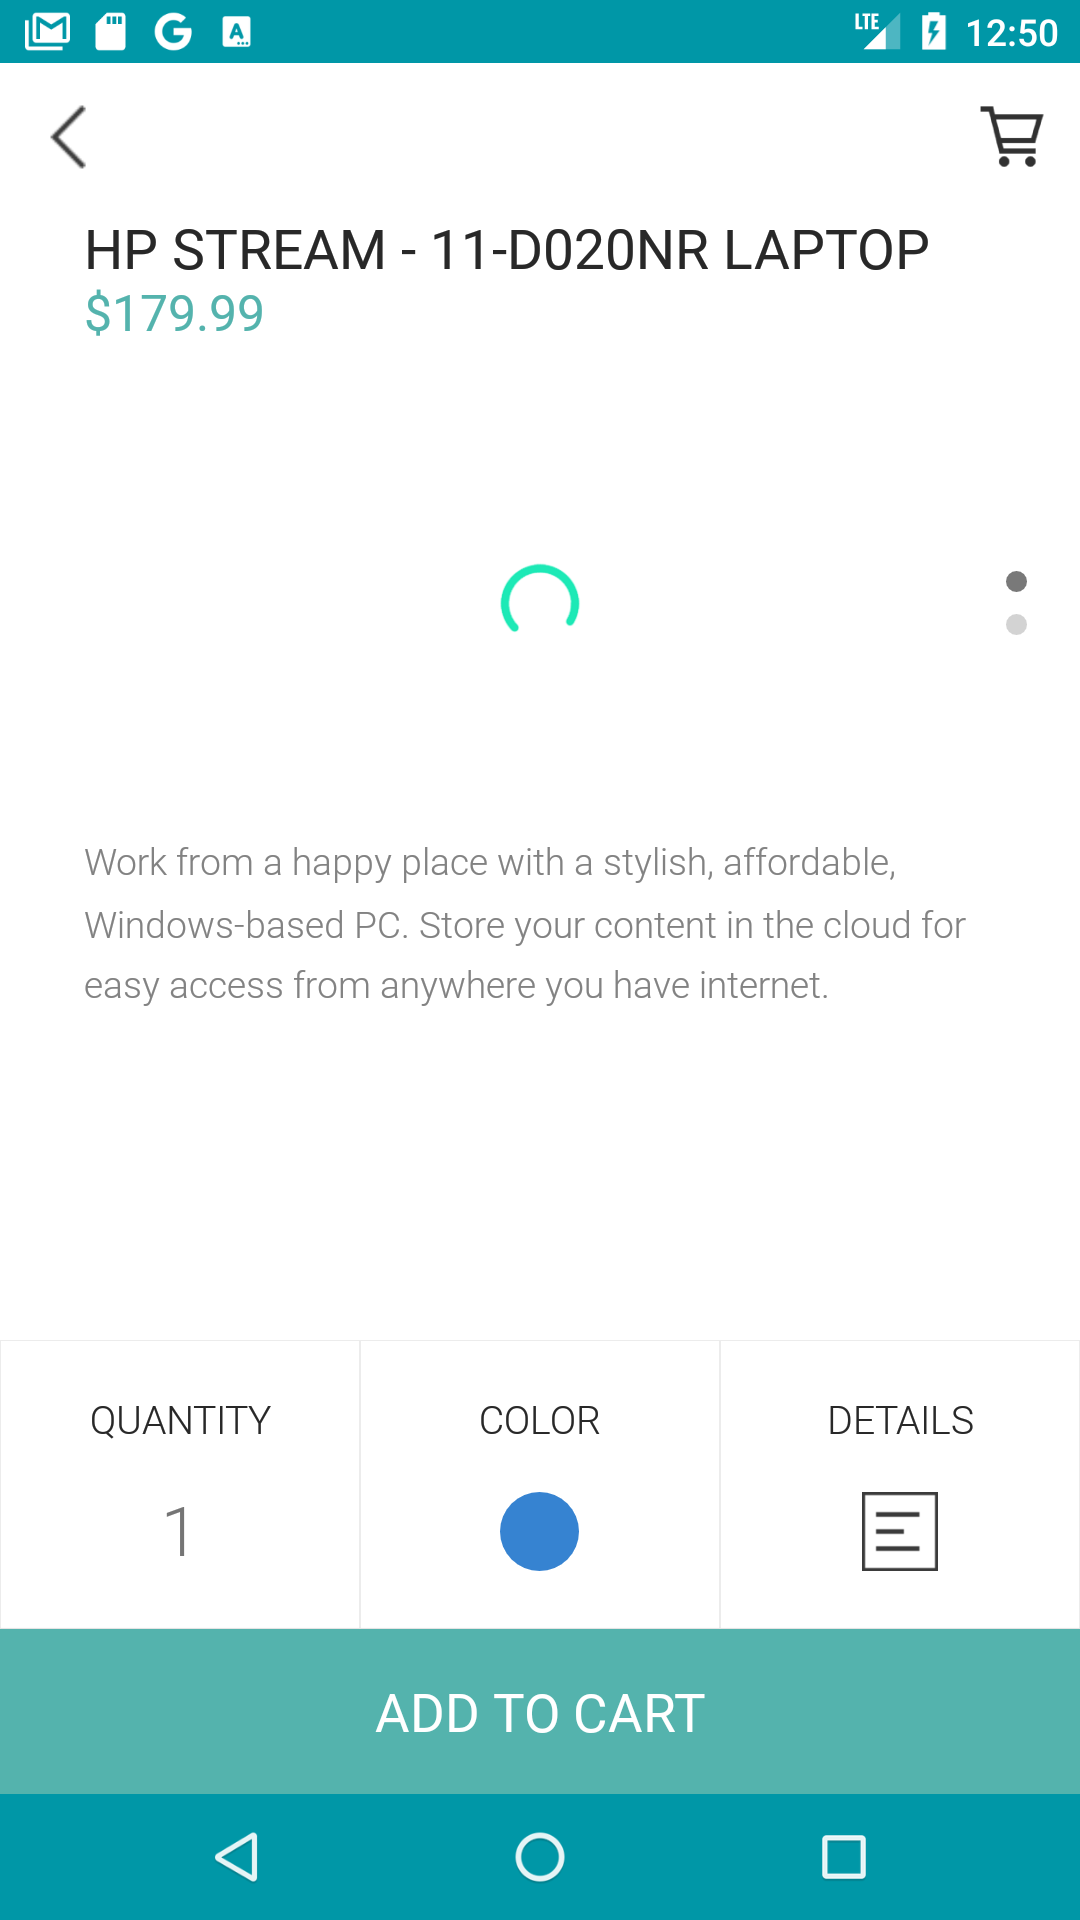 LTE 12:50
HP STREAM - 11-D020NR LAPTOP
$179.99
Work from a happy place with a stylish, affordable,
Windows-based PC. Store your content in the cloud for
easy access from anywhere you have internet.
QUANTITY COLOR DETAILS
1
ADD TO CART